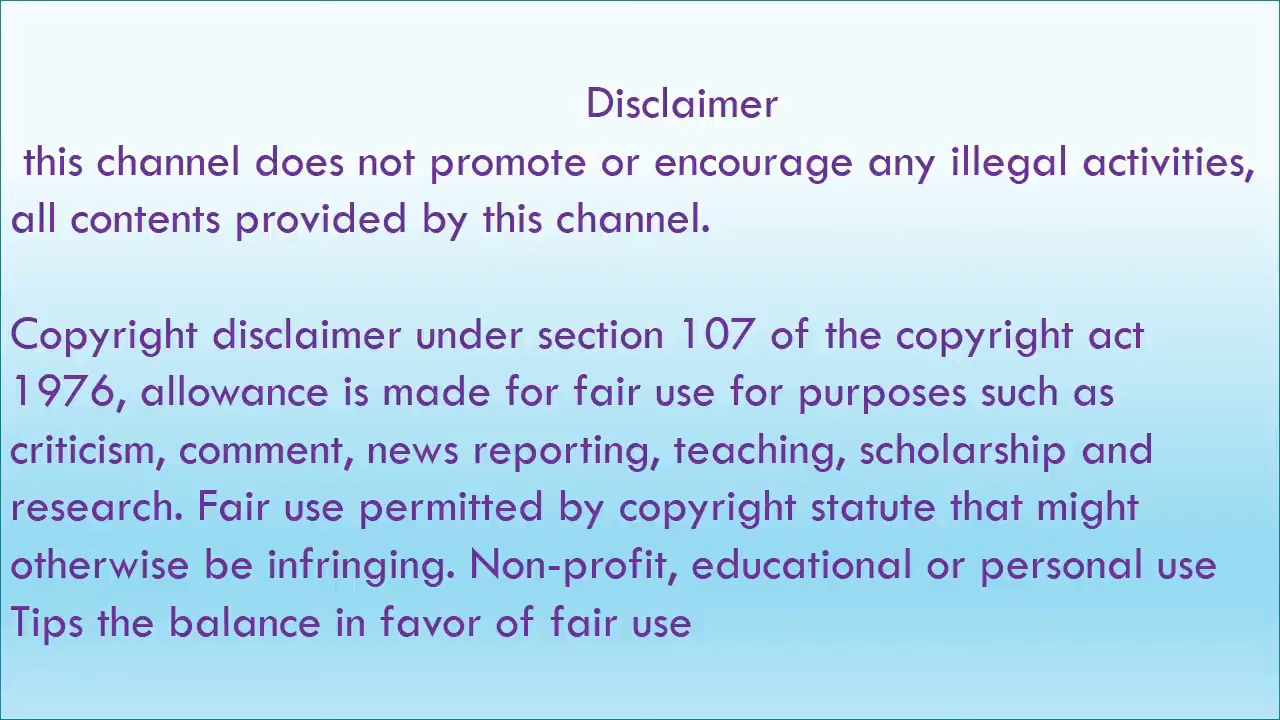 Disclaimer
this channel does not promote or encourage any illegal activities,
all contents provided by this channel.
Copyright disclaimer under section 107 of the copyright act
1976, allowance is made for fair use for purposes such as
criticism, comment, news reporting, teaching, scholarship and
research. Fair use permitted by copyright statute that might
otherwise be infringing. Non-profit, educational or personal use
Tips the balance in favor of fair use